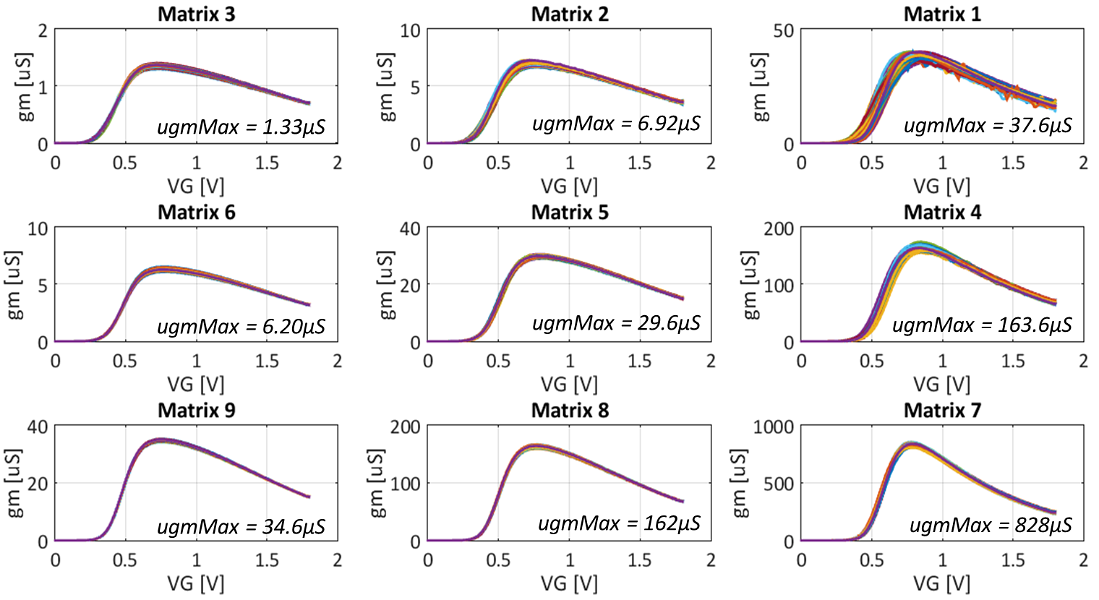 Matrix 3
2
1
0
gm [uS]
ugmMax = 1.33µS
0 0.5 1 1.5 2
VG [V]
Matrix 2
10
5
0
gm [uS]
ugmMax = 6.92µS
0 0.5 1 1.5 2
VG [V]
Matrix 1
50
0
gm [uS]
ugmMax = 37.6µS
0 0.5 1 1.5 2
VG [V]
Matrix 6
10
5
0
gm [uS]
ugmMax = 6.20µS
0 0.5 1 1.5 2
VG [V]
Matrix 5
40
20
0
gm [uS]
ugmMax = 29.6µS
0 0.5 1 1.5 2
VG [V]
Matrix 4
200
100
0
gm [uS]
ugmMax = 163.6µS
0 0.5 1 1.5 2
VG [V]
Matrix 9
40
20
0
gm [uS]
ugmMax = 34.6µS
0 0.5 1 1.5 2
VG [V]
Matrix 8
200
100
0
gm [uS]
ugmMax = 162µS
0 0.5 1 1.5 2
VG [V]
Matrix 7
1000
500
0
gm [uS]
ugmMax = 828µS
0 0.5 1 1.5 2
VG [V]